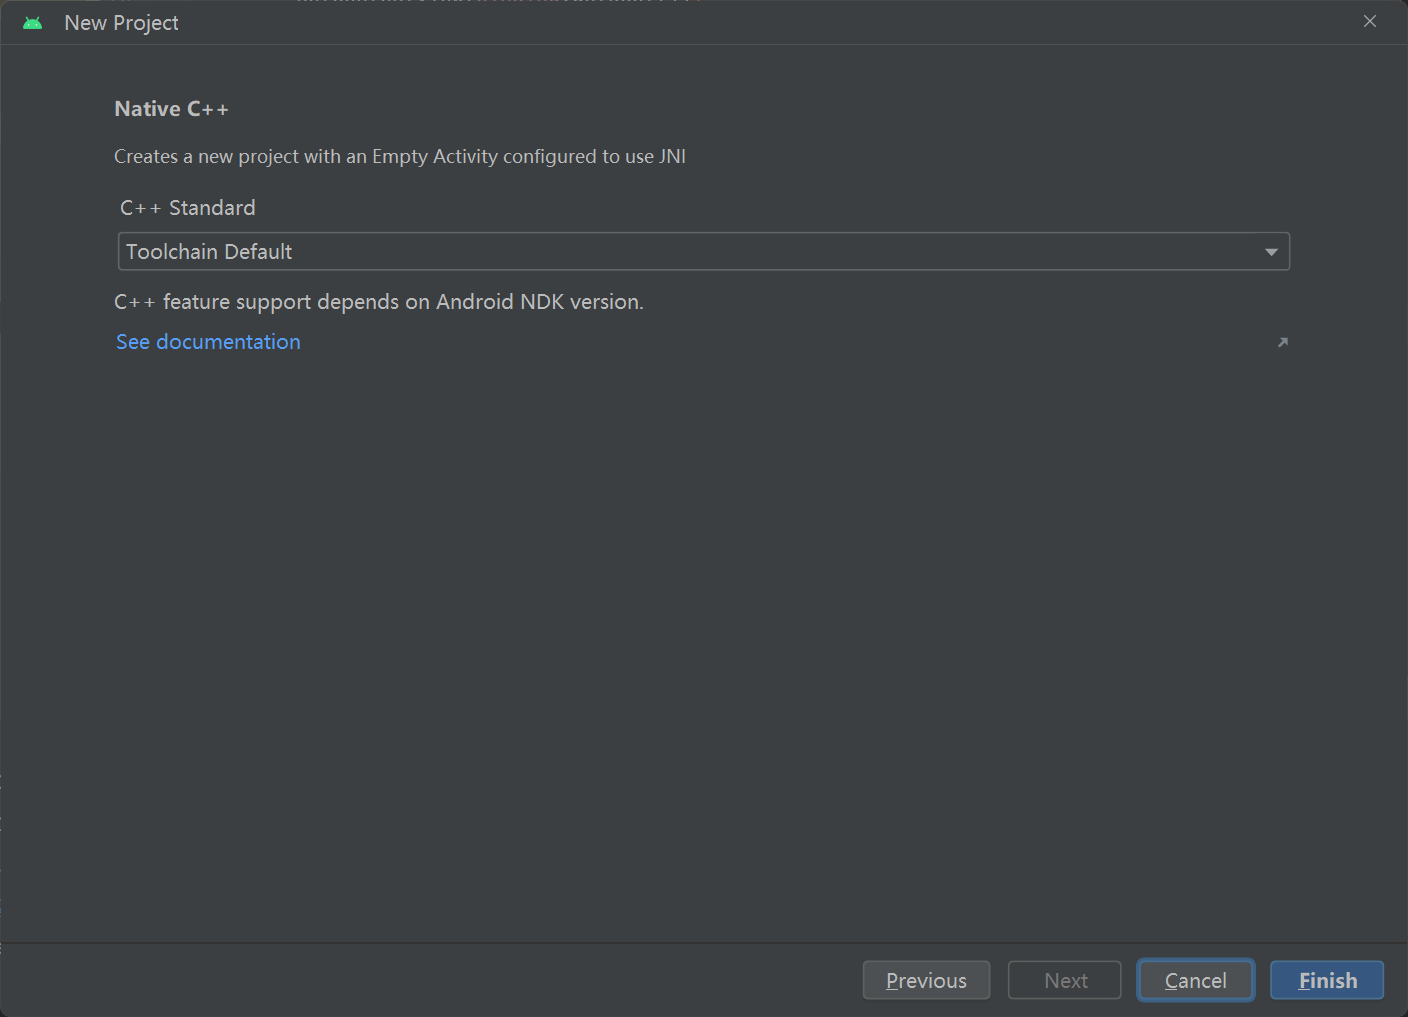 New Project
Native C++
Creates a new project with an Empty Activity configured to use JNI
C++ Standard
Toolchain Default
C++ feature support depends on Android NDK version.
See documentation
Previous
Next
Cancel
Finish